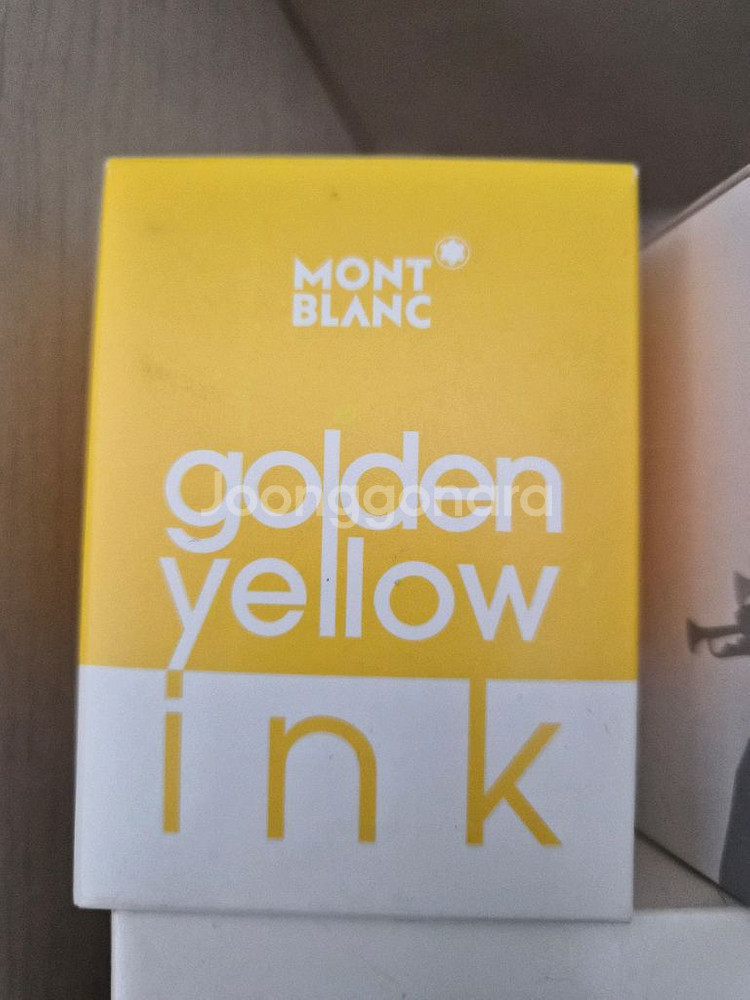 MONT
BLANC
golden
Joonggonara
yellow
ink